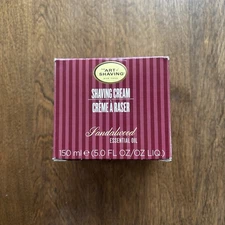 THE
ART OF
SHAVING
SHAVING CREAM
CRÈME À RASER
Sandalwood
ESSENTIAL OIL
150 ml e (5.0 FL OZ/OZ LIQ.)